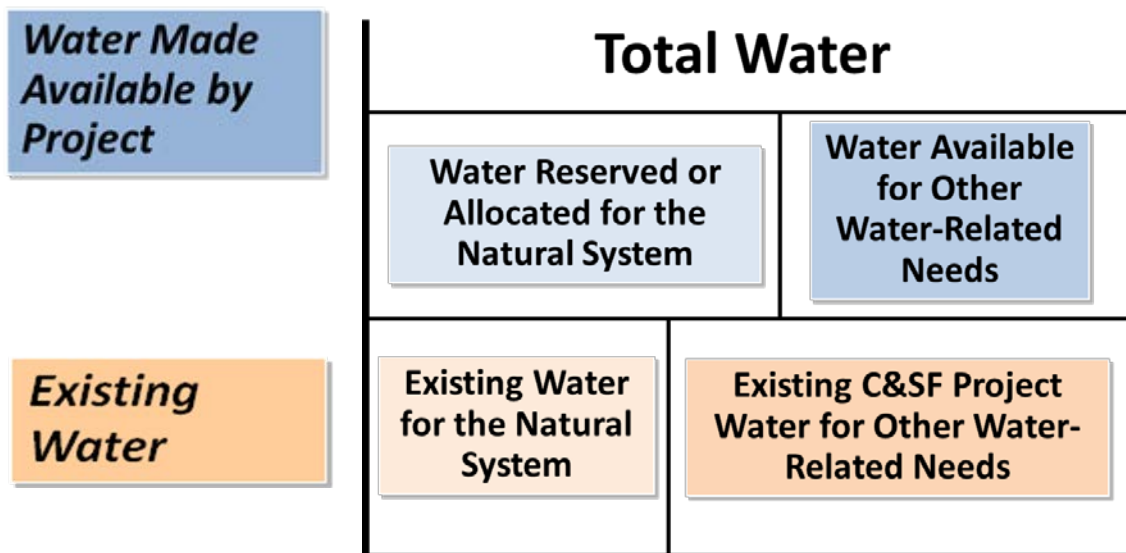 Water Made
Available by
Project
Total Water
Water Reserved or
Allocated for the
Natural System
Water Available
for Other
Water-Related
Needs
Existing
Water
Existing Water
for the Natural
System
Existing C&SF Project
Water for Other Water-
Related Needs